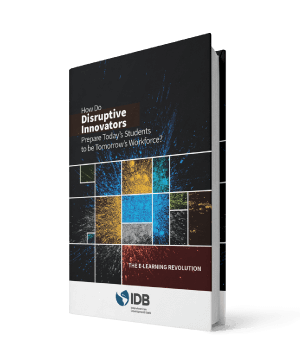 How Do
Disruptive
Innovators
Prepare Today's Students
to be Tomorrow's Workforce?
THE E-LEARNING REVOLUTION
IDB